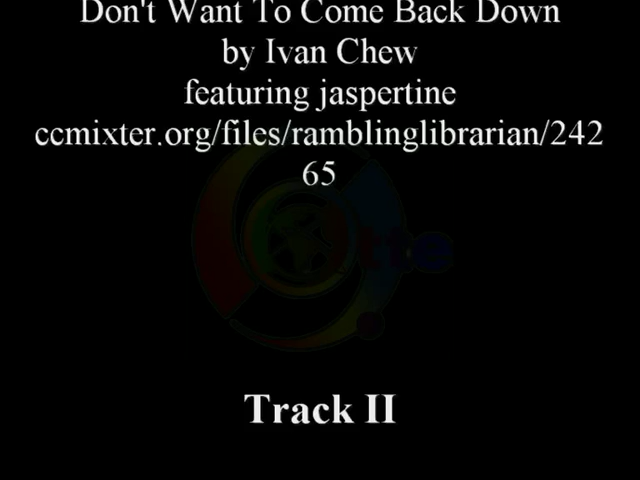 Don't Want To Come Back Down
by Ivan Chew
featuring jaspertine
ccmixter.org/files/ramblinglibrarian/242
65
Track II